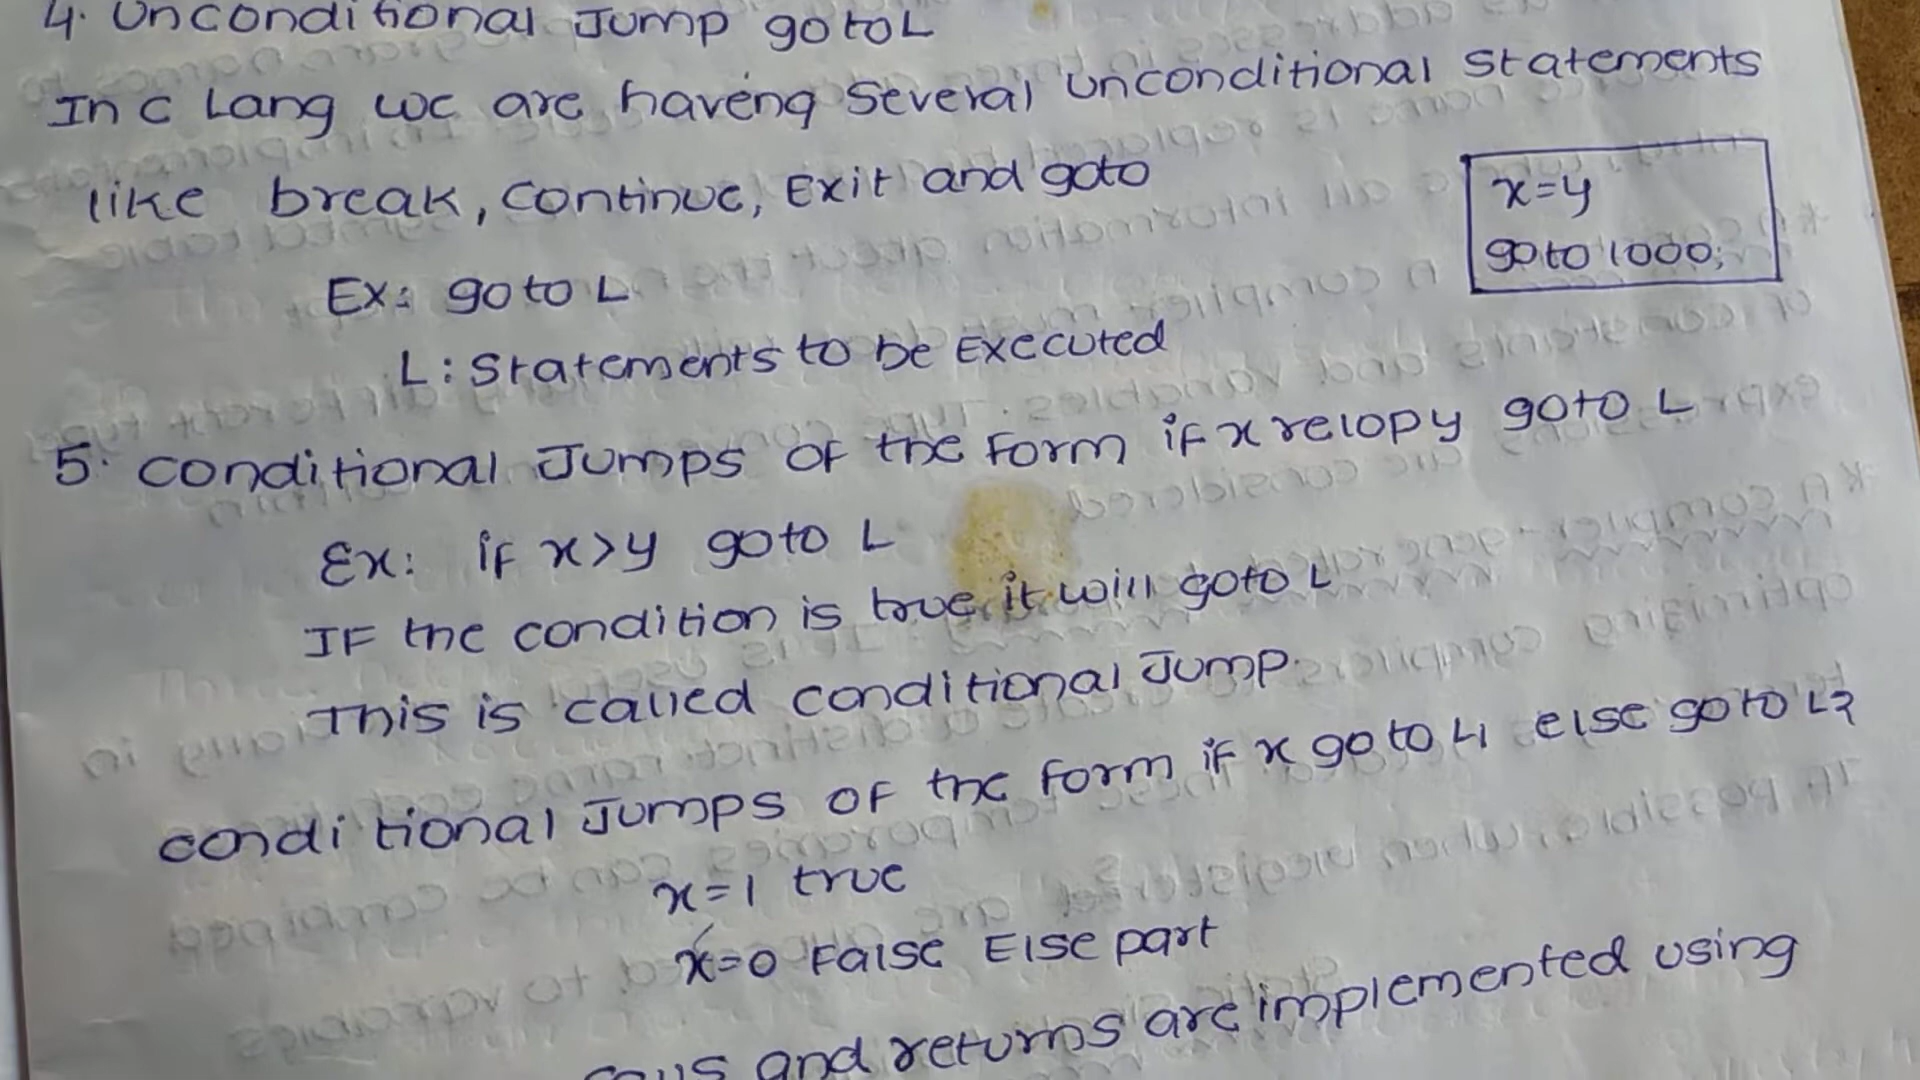 4. Unconditional Jump goto L
In C Lang we are having Several Unconditional Statements
like break, continue, Exit and goto
x=y
goto 1000;
Ex: goto L
L: Statements to be Executed
5. Conditional Jumps of the Form if x relop y goto L
Ex: if x>y goto L
IF the condition is true it will goto L
This is called conditional Jump.
conditional Jumps of the form if x goto L1 else goto L2
x=1 true
x=0 False Else part
and returns are implemented using